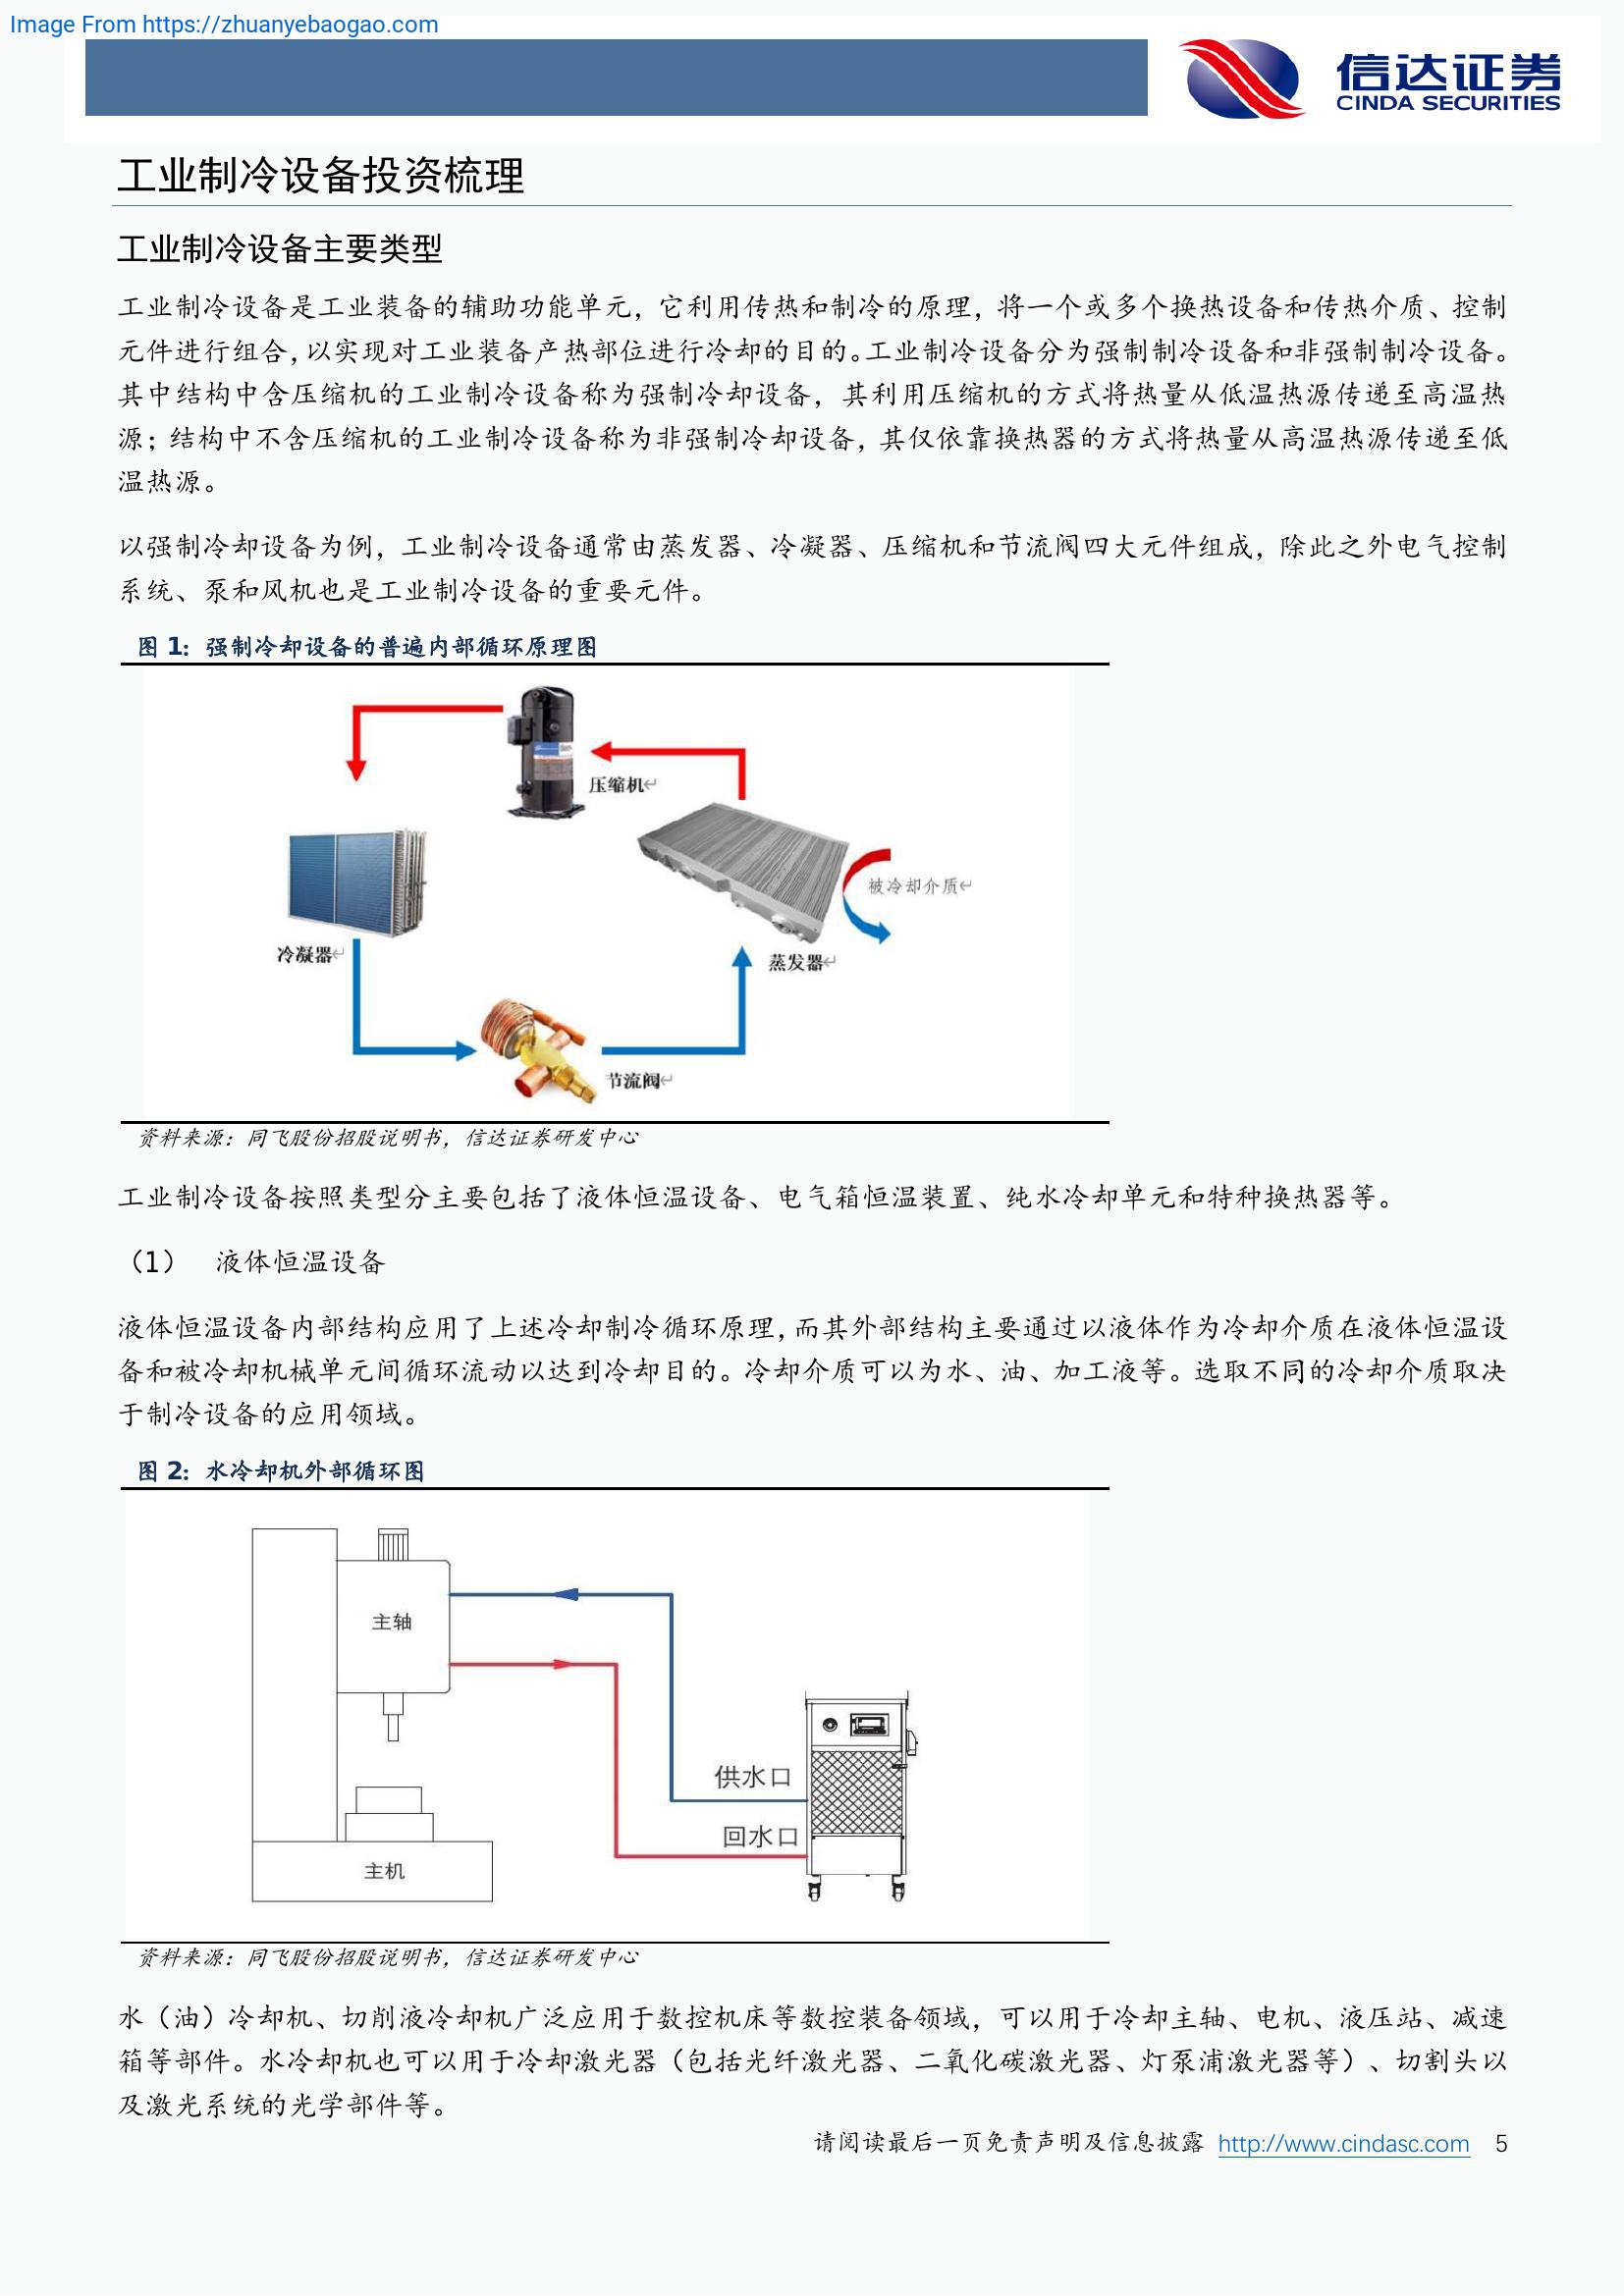 Image From https://zhuanyebaogao.com
信达证券
CINDA SECURITIES
工业制冷设备投资梳理
工业制冷设备主要类型
工业制冷设备是工业装备的辅助功能单元，它利用传热和制冷的原理，将一个或多个换热设备和传热介质、控制
元件进行组合，以实现对工业装备产热部位进行冷却的目的。工业制冷设备分为强制制冷设备和非强制制冷设备。
其中结构中含压缩机的工业制冷设备称为强制冷却设备，其利用压缩机的方式将热量从低温热源传递至高温热
源；结构中不含压缩机的工业制冷设备称为非强制冷却设备，其仅依靠换热器的方式将热量从高温热源传递至低
温热源。
以强制冷却设备为例，工业制冷设备通常由蒸发器、冷凝器、压缩机和节流阀四大元件组成，除此之外电气控制
系统、泵和风机也是工业制冷设备的重要元件。
图 1：强制冷却设备的普遍内部循环原理图
压缩机↵
被冷却介质↵
冷凝器↵
蒸发器↵
节流阀↵
资料来源：同飞股份招股说明书，信达证券研发中心
工业制冷设备按照类型分主要包括了液体恒温设备、电气箱恒温装置、纯水冷却单元和特种换热器等。
（1） 液体恒温设备
液体恒温设备内部结构应用了上述冷却制冷循环原理，而其外部结构主要通过以液体作为冷却介质在液体恒温设
备和被冷却机械单元间循环流动以达到冷却目的。冷却介质可以为水、油、加工液等。选取不同的冷却介质取决
于制冷设备的应用领域。
图 2：水冷却机外部循环图
主轴
供水口
回水口
主机
资料来源：同飞股份招股说明书，信达证券研发中心
水（油）冷却机、切削液冷却机广泛应用于数控机床等数控装备领域，可以用于冷却主轴、电机、液压站、减速
箱等部件。水冷却机也可以用于冷却激光器（包括光纤激光器、二氧化碳激光器、灯泵浦激光器等）、切割头以
及激光系统的光学部件等。
请阅读最后一页免责声明及信息披露 http://www.cindasc.com 5